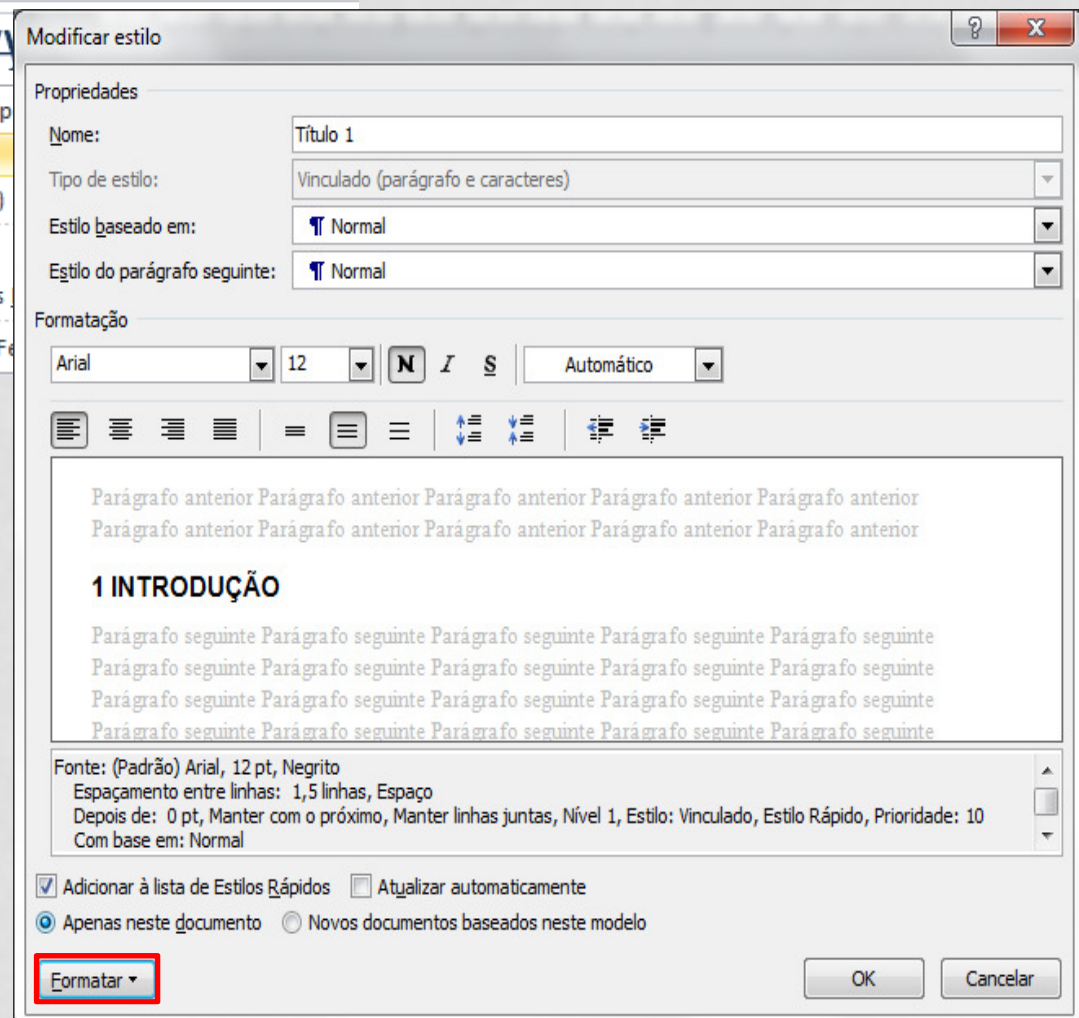 Modificar estilo
Propriedades
Nome: Título 1
Tipo de estilo: Vinculado (parágrafo e caracteres)
Estilo baseado em: ¶ Normal
Estilo do parágrafo seguinte: ¶ Normal
Formatação
Arial 12 N I S Automático
Parágrafo anterior Parágrafo anterior Parágrafo anterior Parágrafo anterior Parágrafo anterior
Parágrafo anterior Parágrafo anterior Parágrafo anterior Parágrafo anterior Parágrafo anterior
1 INTRODUÇÃO
Parágrafo seguinte Parágrafo seguinte Parágrafo seguinte Parágrafo seguinte Parágrafo seguinte
Parágrafo seguinte Parágrafo seguinte Parágrafo seguinte Parágrafo seguinte Parágrafo seguinte
Parágrafo seguinte Parágrafo seguinte Parágrafo seguinte Parágrafo seguinte Parágrafo seguinte
Parágrafo seguinte Parágrafo seguinte Parágrafo seguinte Parágrafo seguinte Parágrafo seguinte
Fonte: (Padrão) Arial, 12 pt, Negrito
Espaçamento entre linhas: 1,5 linhas, Espaço
Depois de: 0 pt, Manter com o próximo, Manter linhas juntas, Nível 1, Estilo: Vinculado, Estilo Rápido, Prioridade: 10
Com base em: Normal
Adicionar à lista de Estilos Rápidos Atualizar automaticamente
Apenas neste documento Novos documentos baseados neste modelo
Formatar OK Cancelar